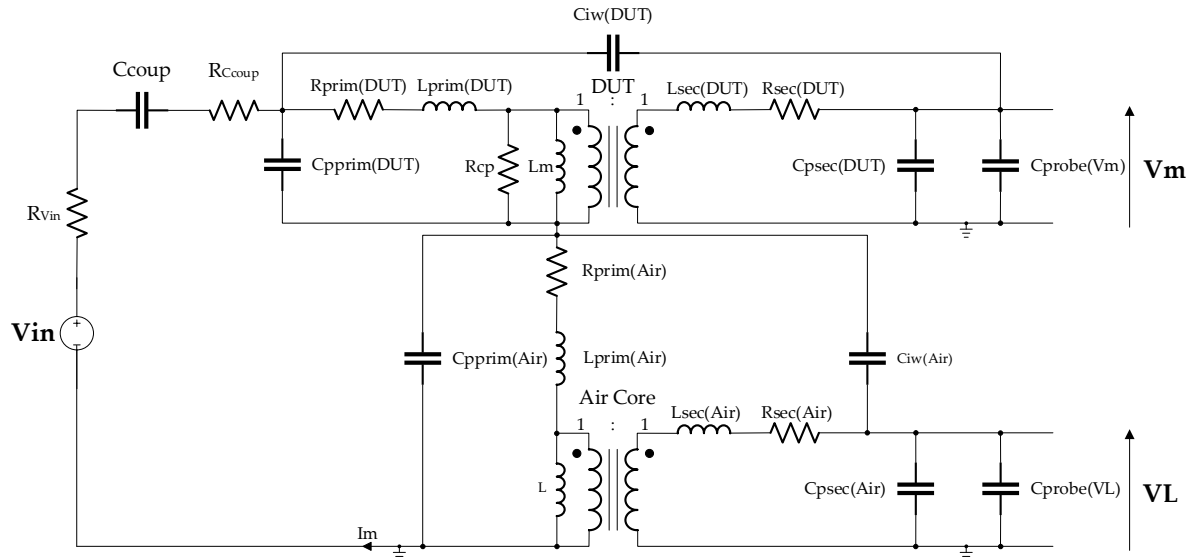 Ciw(DUT)
Ccoup
RCcoup
Rprim(DUT)
Lprim(DUT)
DUT
1 : 1
Lsec(DUT)
Rsec(DUT)
Cpprim(DUT)
Rcp
Lm
Cpsec(DUT)
Cprobe(Vm)
Vm
RVin
Rprim(Air)
Vin
+
−
Cpprim(Air)
Lprim(Air)
Ciw(Air)
Air Core
1 : 1
Lsec(Air)
Rsec(Air)
L
Cpsec(Air)
Cprobe(VL)
VL
Im